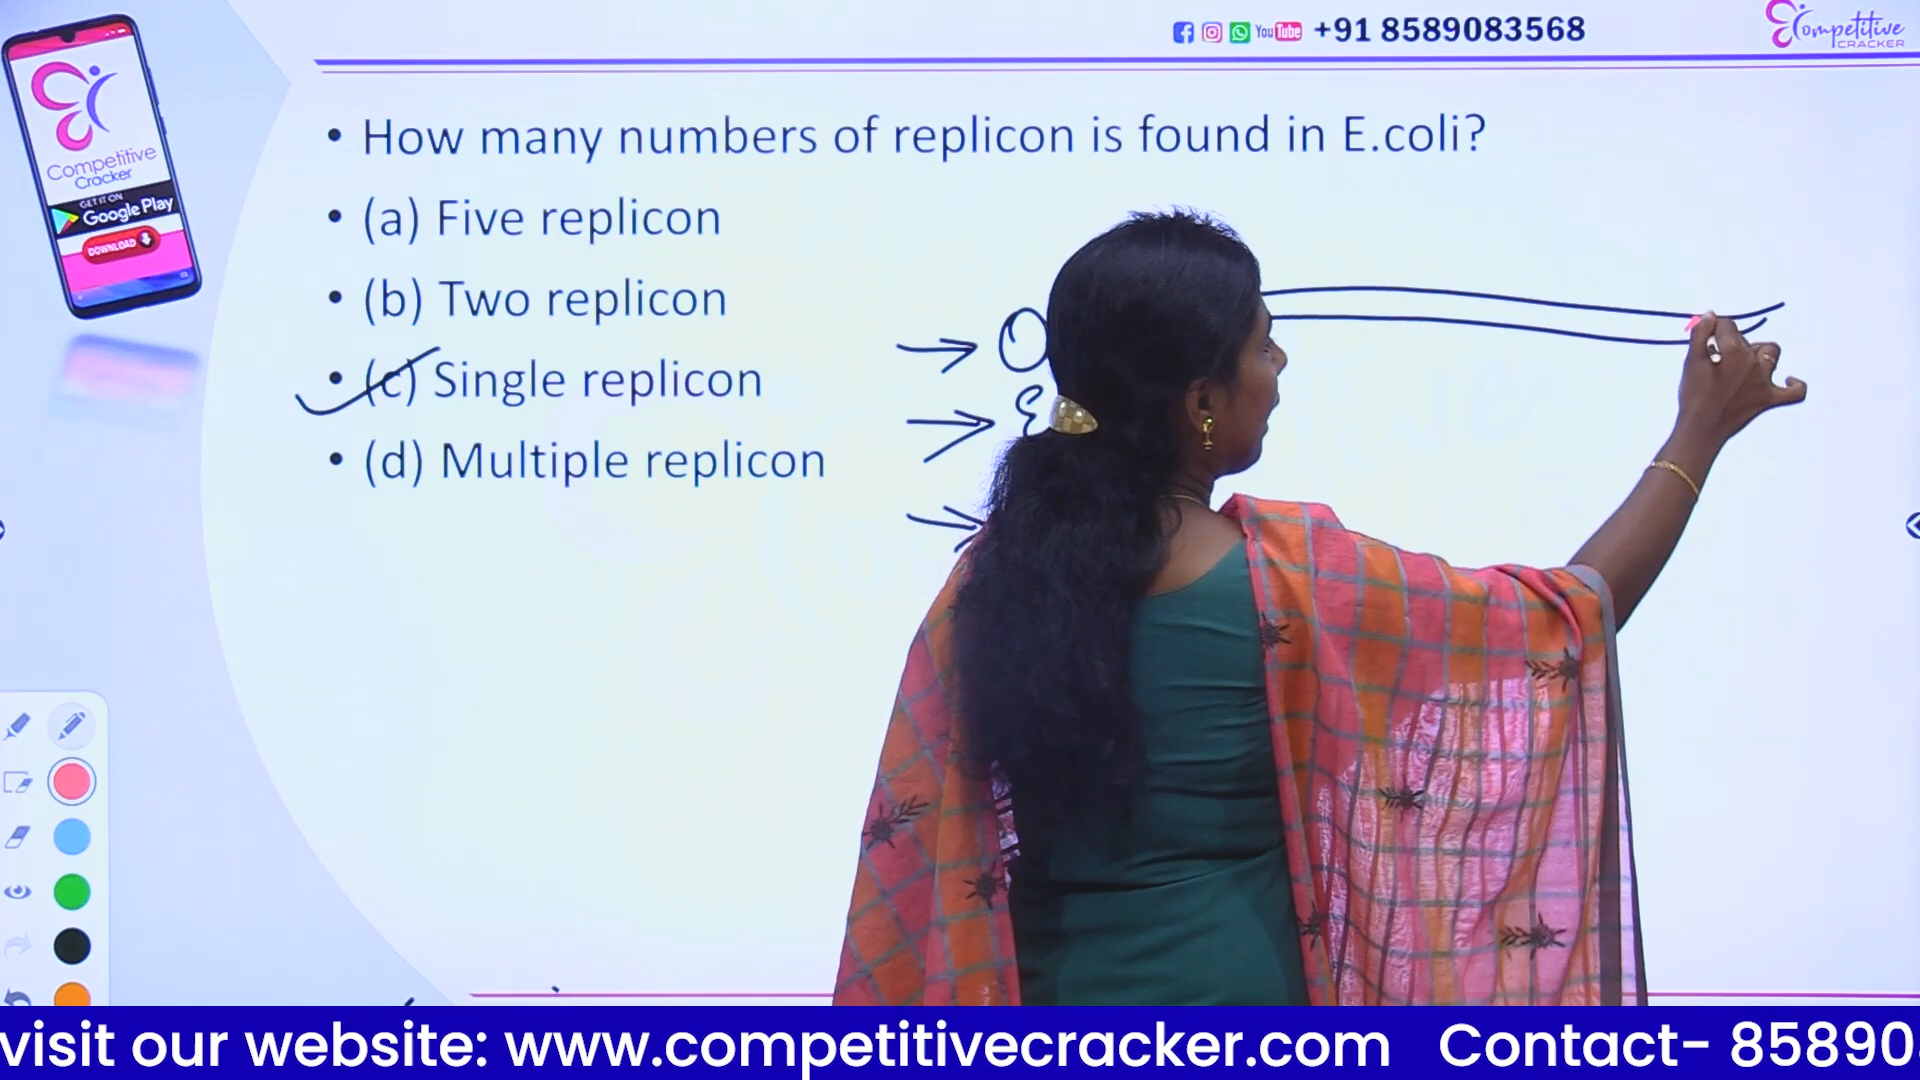 YouTube +91 8589083568
Competitive
CRACKER
Competitive
Cracker
GET IT ON
Google Play
DOWNLOAD
• How many numbers of replicon is found in E.coli?
• (a) Five replicon
• (b) Two replicon
• (c) Single replicon
• (d) Multiple replicon
visit our website: www.competitivecracker.com Contact- 85890